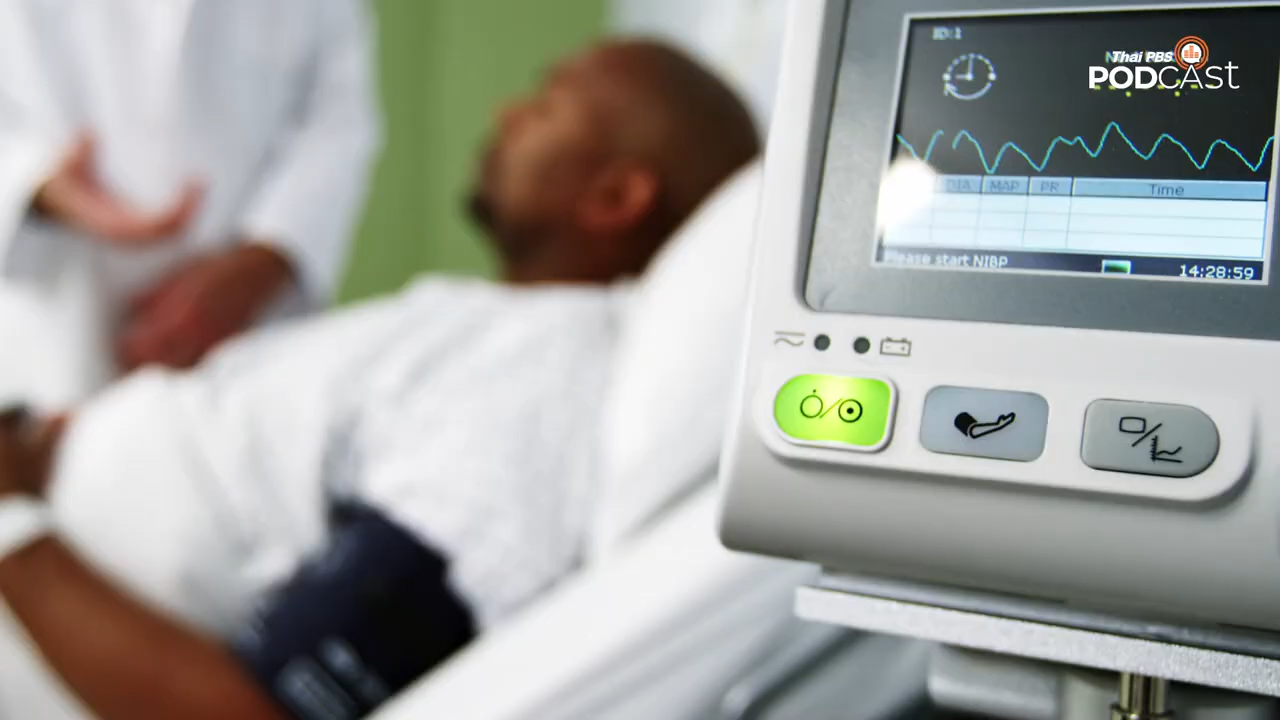 ID:1
Thai PBS
PODCAST
DIA MAP PR Time
Please start NIBP
14:28:59